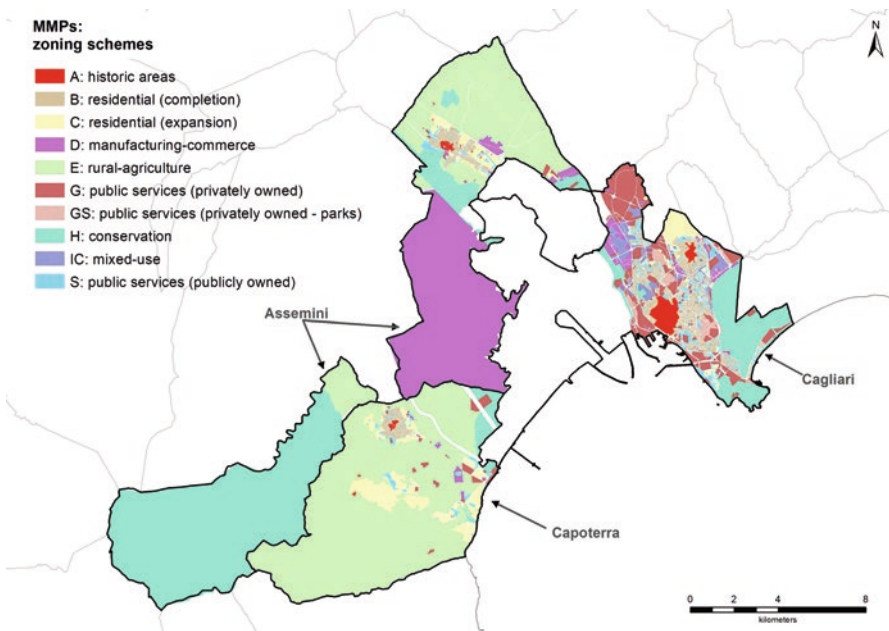 MMPs:
zoning schemes
A: historic areas
B: residential (completion)
C: residential (expansion)
D: manufacturing-commerce
E: rural-agriculture
G: public services (privately owned)
GS: public services (privately owned - parks)
H: conservation
IC: mixed-use
S: public services (publicly owned)
N
Assemini
Cagliari
Capoterra
0 2 4 8
kilometers